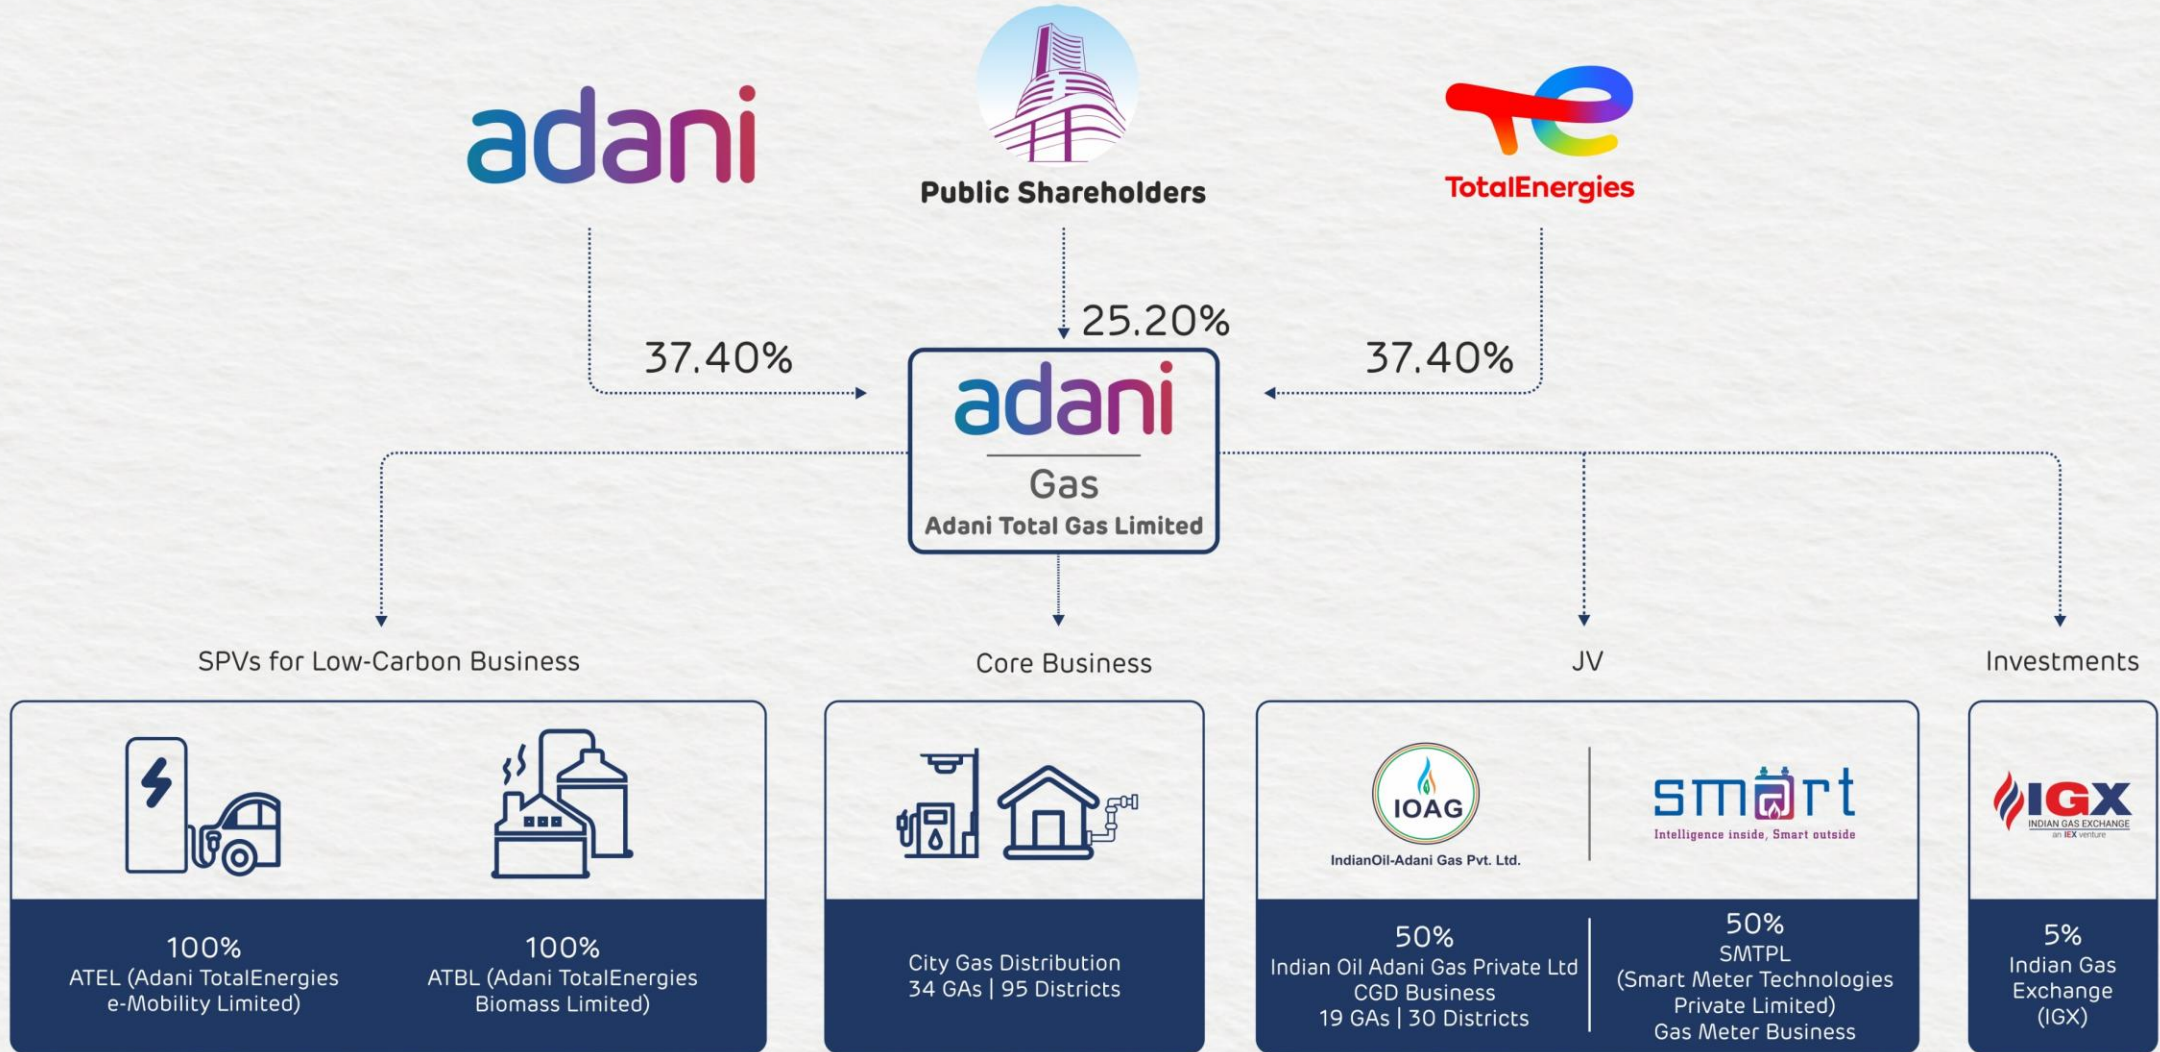 adani
Public Shareholders
TotalEnergies
37.40%
25.20%
37.40%
adani
Gas
Adani Total Gas Limited
SPVs for Low-Carbon Business
100%
ATEL (Adani TotalEnergies
e-Mobility Limited)
100%
ATBL (Adani TotalEnergies
Biomass Limited)
Core Business
City Gas Distribution
34 GAs | 95 Districts
JV
IOAG
IndianOil-Adani Gas Pvt. Ltd.
50%
Indian Oil Adani Gas Private Ltd
CGD Business
19 GAs | 30 Districts
smart
Intelligence inside, Smart outside
50%
SMTPL
(Smart Meter Technologies
Private Limited)
Gas Meter Business
Investments
IGX
INDIAN GAS EXCHANGE
an IEX venture
5%
Indian Gas
Exchange
(IGX)